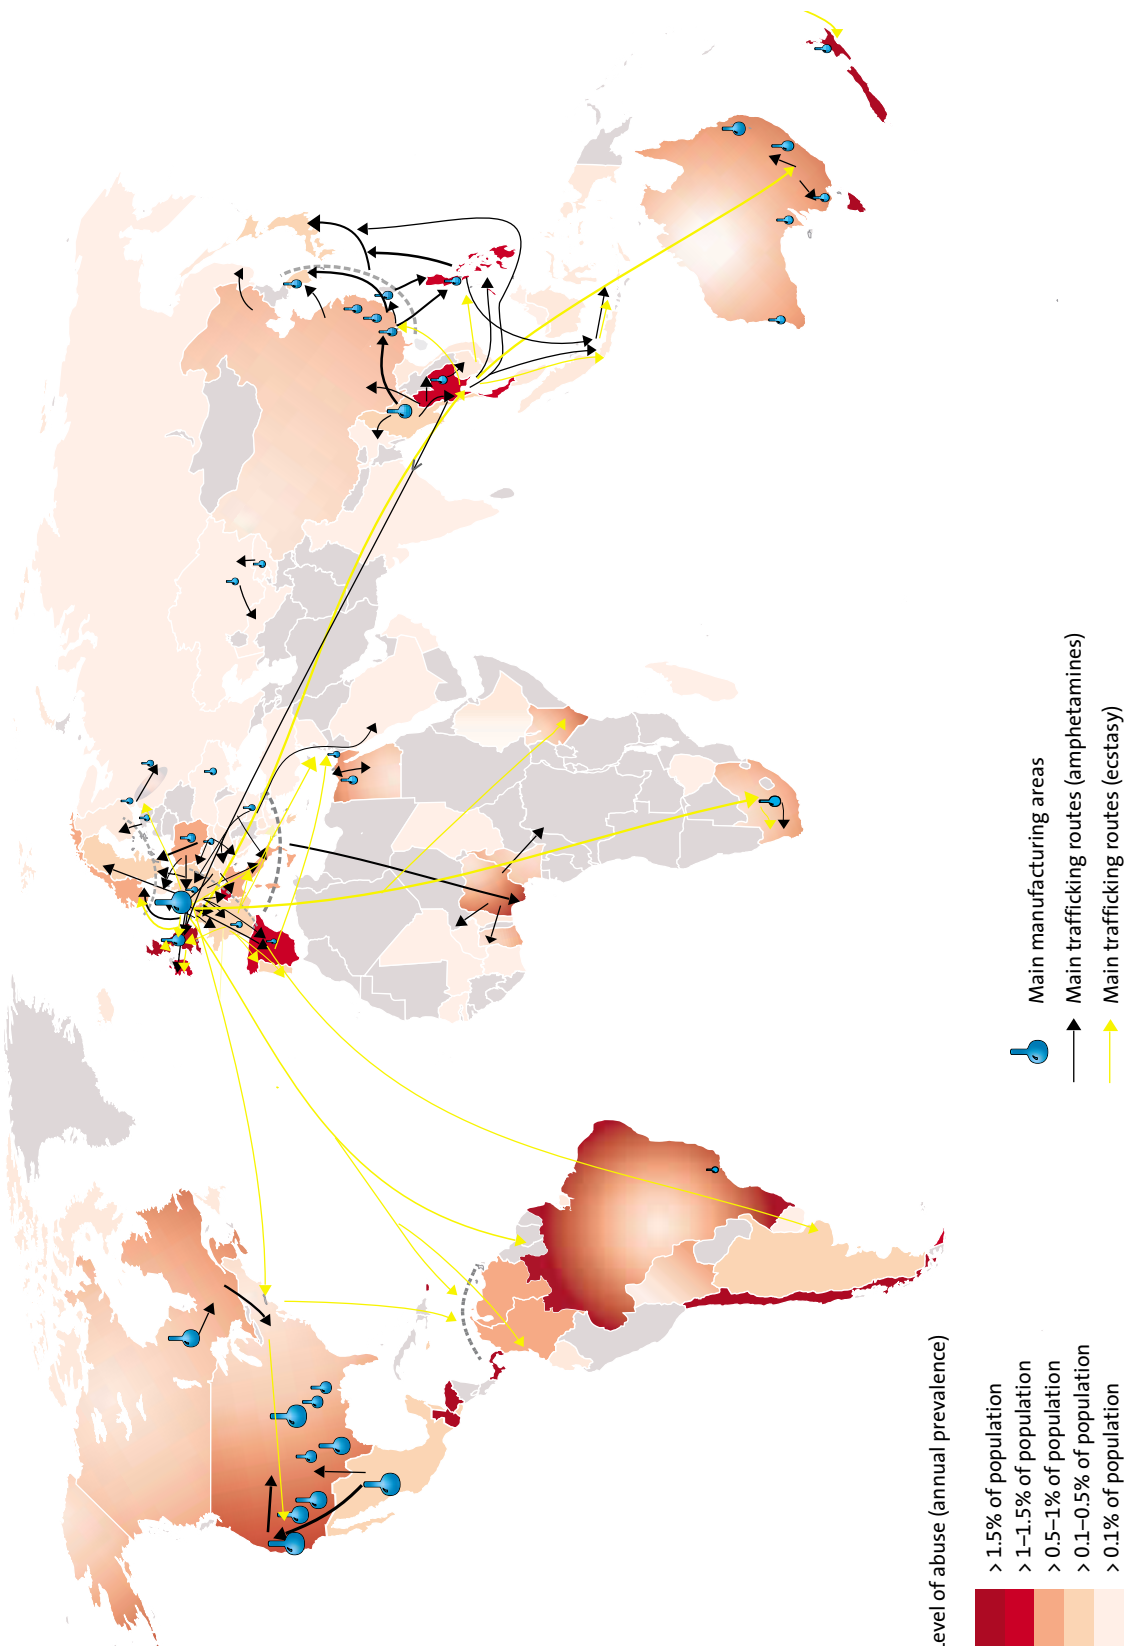 Main manufacturing areas
Main trafficking routes (amphetamines)
Main trafficking routes (ecstasy)
evel of abuse (annual prevalence)
> 1.5% of population
> 1–1.5% of population
> 0.5–1% of population
> 0.1–0.5% of population
> 0.1% of population